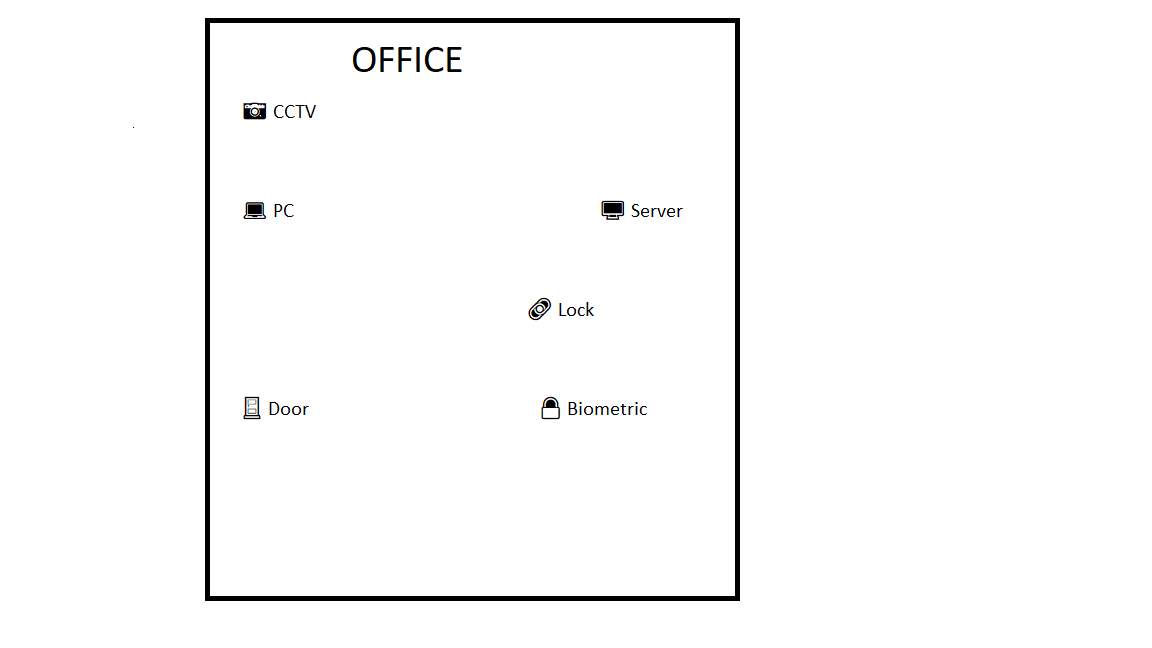 OFFICE
CCTV
PC Server
Lock
Door Biometric